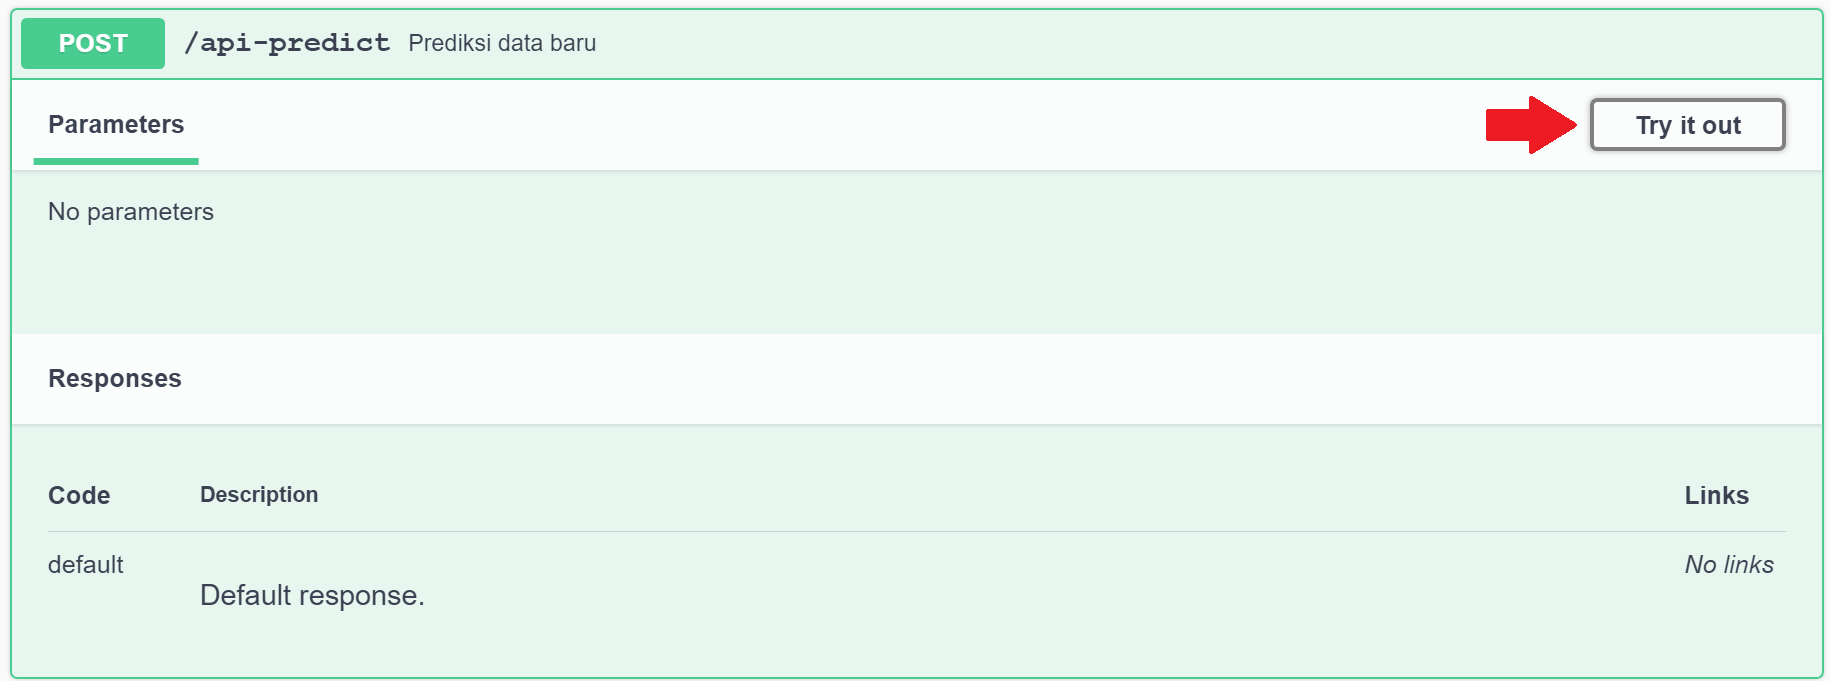 POST /api-predict Prediksi data baru
Parameters
Try it out
No parameters
Responses
Code Description Links
default Default response. No links